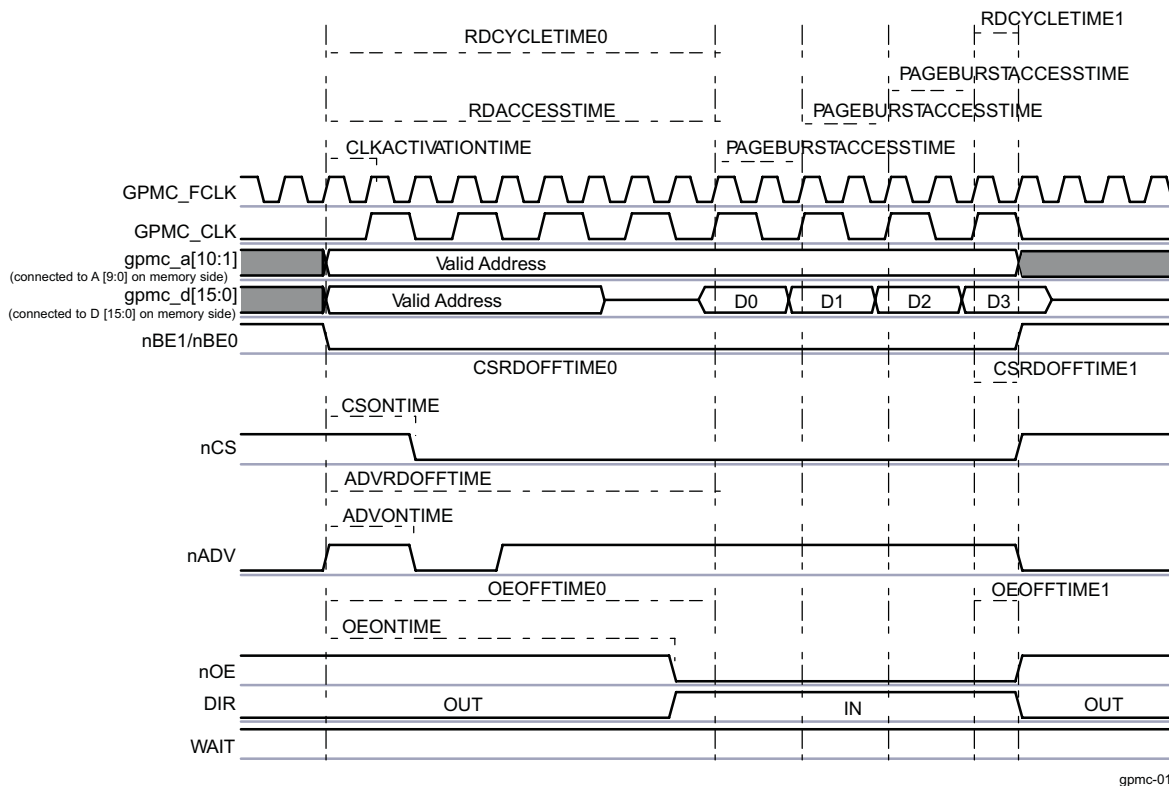 RDCYCLETIME1
RDCYCLETIME0
PAGEBURSTACCESSTIME
RDACCESSTIME
PAGEBURSTACCESSTIME
CLKACTIVATIONTIME
PAGEBURSTACCESSTIME
GPMC_FCLK
GPMC_CLK
gpmc_a[10:1]
Valid Address
(connected to A [9:0] on memory side)
gpmc_d[15:0]
Valid Address
D0
D1
D2
D3
(connected to D [15:0] on memory side)
nBE1/nBE0
CSRDOFFTIME0
CSRDOFFTIME1
CSONTIME
nCS
ADVRDOFFTIME
ADVONTIME
nADV
OEOFFTIME0
OEOFFTIME1
OEONTIME
nOE
DIR
OUT
IN
OUT
WAIT
gpmc-01